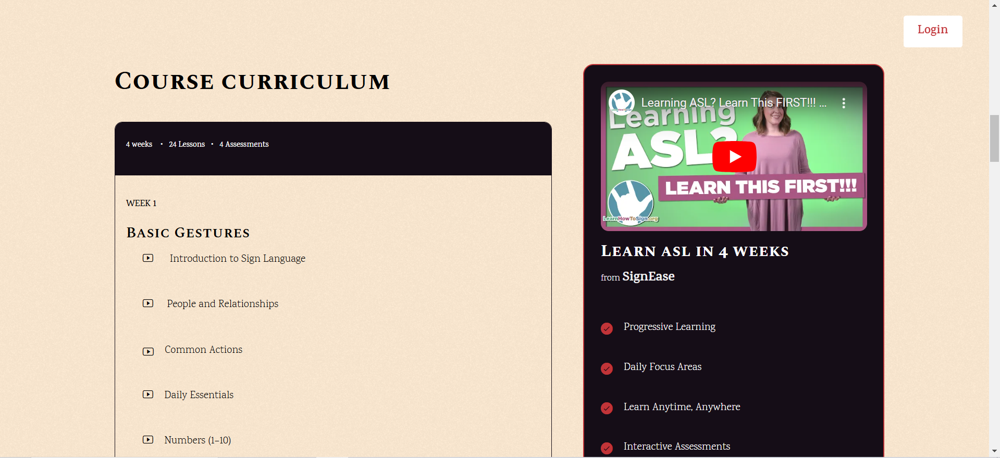 Login
Course curriculum
4 weeks • 24 Lessons • 4 Assessments
WEEK 1
Basic Gestures
Introduction to Sign Language
People and Relationships
Common Actions
Daily Essentials
Numbers (1–10)
Learning ASL? Learn This FIRST!!! ...
Learning
ASL?
LEARN THIS FIRST!!!
LearnHowToSign.org
Learn asl in 4 weeks
from SignEase
Progressive Learning
Daily Focus Areas
Learn Anytime, Anywhere
Interactive Assessments